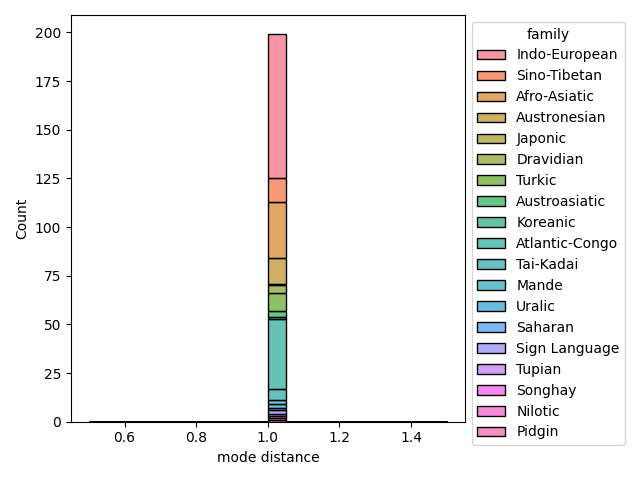 200
175
150
125
100
75
50
25
0
Count
0.6 0.8 1.0 1.2 1.4
mode distance
family
Indo-European
Sino-Tibetan
Afro-Asiatic
Austronesian
Japonic
Dravidian
Turkic
Austroasiatic
Koreanic
Atlantic-Congo
Tai-Kadai
Mande
Uralic
Saharan
Sign Language
Tupian
Songhay
Nilotic
Pidgin